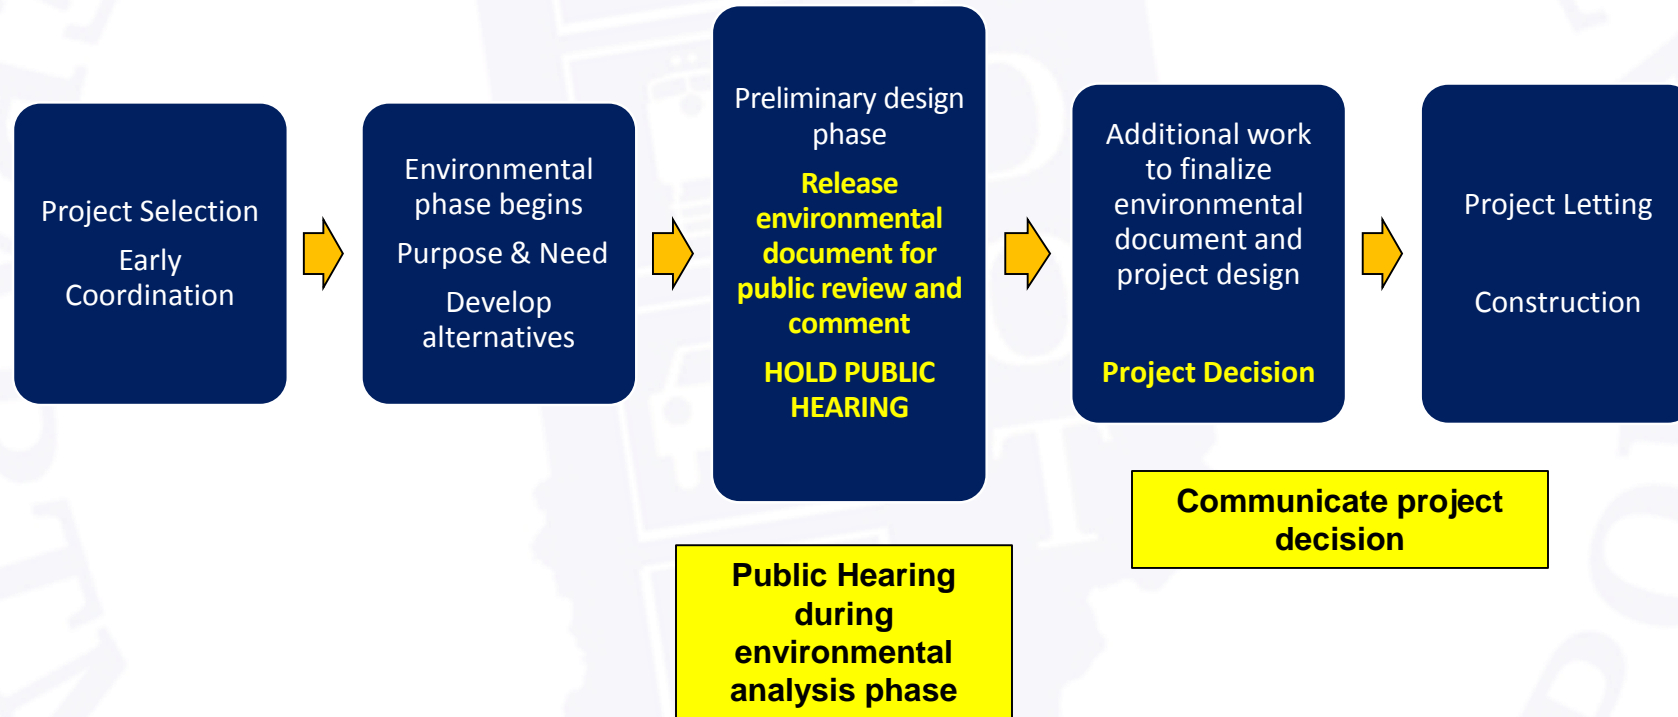 Project Selection
Early
Coordination
Environmental
phase begins
Purpose & Need
Develop
alternatives
Preliminary design
phase
Release
environmental
document for
public review and
comment
HOLD PUBLIC
HEARING
Additional work
to finalize
environmental
document and
project design
Project Decision
Project Letting
Construction
Communicate project
decision
Public Hearing
during
environmental
analysis phase